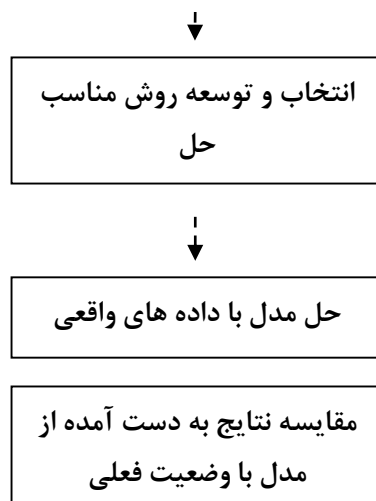 انتخاب و توسعه روش مناسب
حل
حل مدل با داده های واقعی
مقایسه نتایج به دست آمده از
مدل با وضعیت فعلی